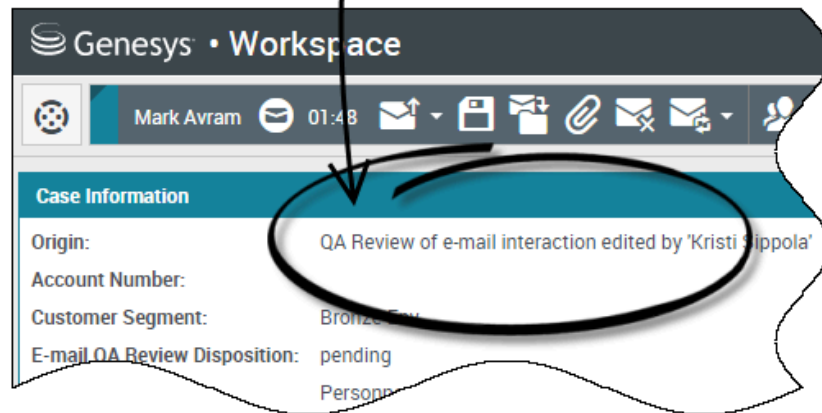 Genesys • Workspace
Mark Avram 01:48
Case Information
Origin: QA Review of e-mail interaction edited by 'Kristi Sippola'
Account Number:
Customer Segment: Bronze
E-mail QA Review Disposition: pending